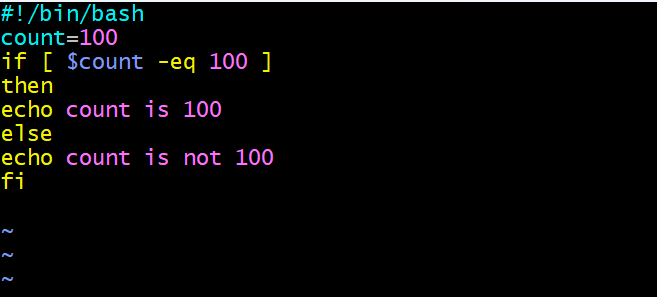 #!/bin/bash
count=100
if [ $count -eq 100 ]
then
echo count is 100
else
echo count is not 100
fi
~
~
~